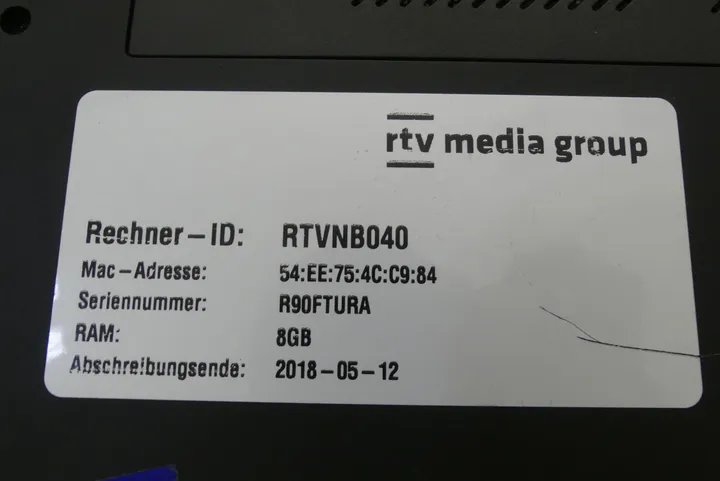 rtv media group
Rechner-ID: RTVNB040
Mac-Adresse: 54:EE:75:4C:C9:84
Seriennummer: R90FTURA
RAM: 8GB
Abschreibungsende: 2018-05-12